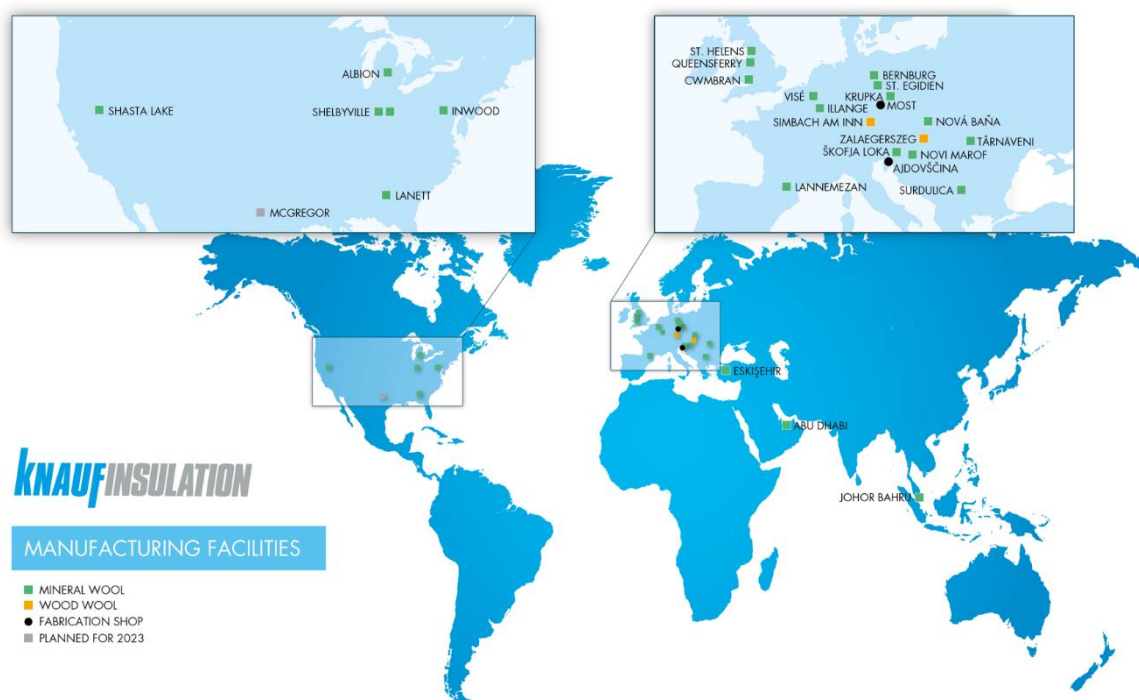 ALBION
SHASTA LAKE
SHELBYVILLE
INWOOD
LANETT
MCGREGOR
ST. HELENS
QUEENSFERRY
CWMBRAN
BERNBURG
ST. EGIDIEN
VISÉ
KRUPKA
ILLANGE
MOST
SIMBACH AM INN
NOVÁ BAŇA
ZALAEGERSZEG
TÂRNĂVENI
ŠKOFJA LOKA
NOVI MAROF
AJDOVŠČINA
LANNEMEZAN
SURDULICA
ESKIŞEHIR
ABU DHABI
JOHOR BAHRU
KNAUFINSULATION
MANUFACTURING FACILITIES
MINERAL WOOL
WOOD WOOL
FABRICATION SHOP
PLANNED FOR 2023